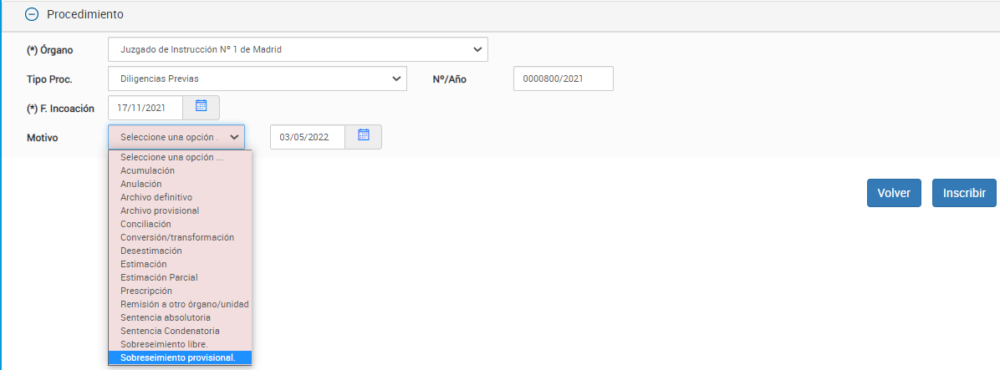 Procedimiento
(*) Órgano Juzgado de Instrucción Nº 1 de Madrid
Tipo Proc. Diligencias Previas Nº/Año 0000800/2021
(*) F. Incoación 17/11/2021
Motivo Seleccione una opción . 03/05/2022
Seleccione una opción ...
Acumulación
Anulación
Archivo definitivo
Archivo provisional
Conciliación
Conversión/transformación
Desestimación
Estimación
Estimación Parcial
Prescripción
Remisión a otro órgano/unidad
Sentencia absolutoria
Sentencia Condenatoria
Sobreseimiento libre.
Sobreseimiento provisional.
Volver Inscribir